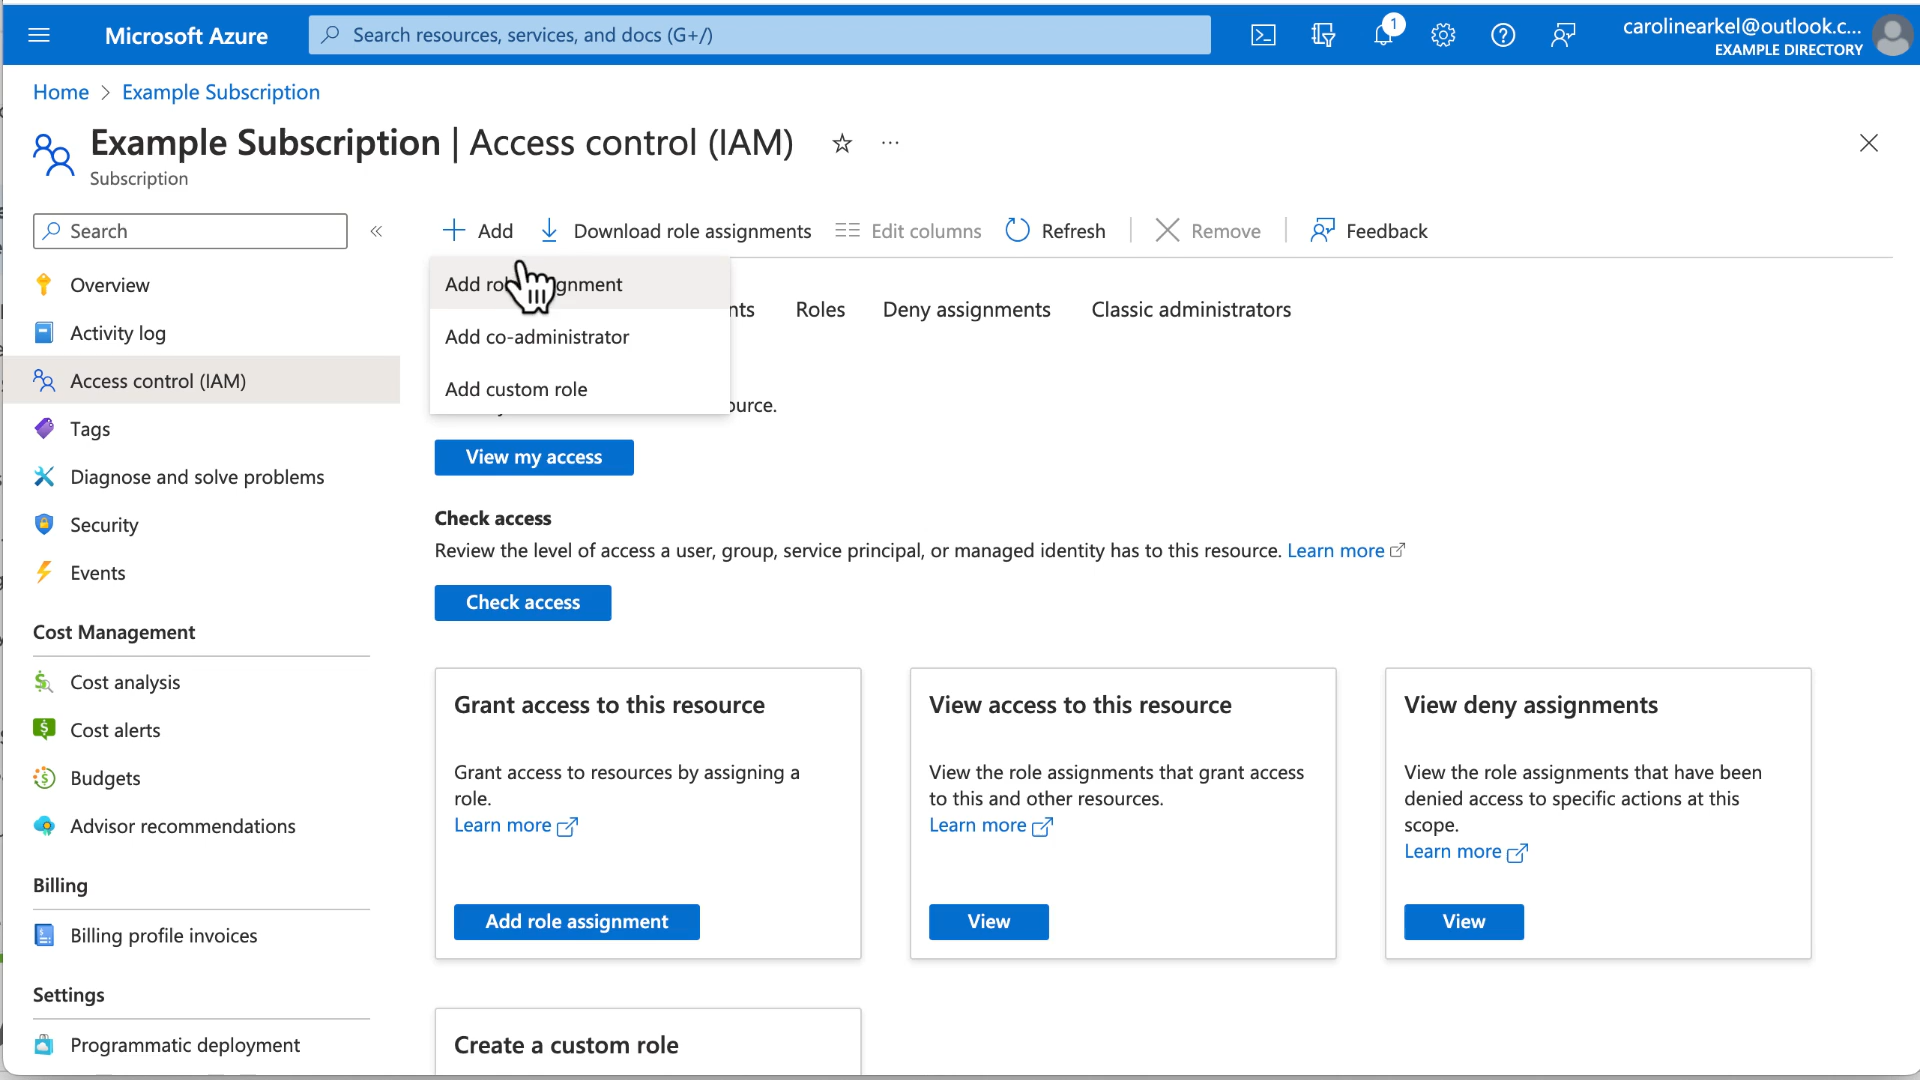 Microsoft Azure
Search resources, services, and docs (G+/)
1
carolinearkel@outlook.c...
EXAMPLE DIRECTORY
Home > Example Subscription
Example Subscription | Access control (IAM)
...
Subscription
Search
«
Add
Download role assignments
Edit columns
Refresh
Remove
Feedback
Add role assignment
Add co-administrator
Add custom role
nts
Roles
Deny assignments
Classic administrators
ource.
View my access
Check access
Review the level of access a user, group, service principal, or managed identity has to this resource. Learn more
Check access
Overview
Activity log
Access control (IAM)
Tags
Diagnose and solve problems
Security
Events
Cost Management
Cost analysis
Cost alerts
Budgets
Advisor recommendations
Billing
Billing profile invoices
Settings
Programmatic deployment
Grant access to this resource
Grant access to resources by assigning a
role.
Learn more
Add role assignment
View access to this resource
View the role assignments that grant access
to this and other resources.
Learn more
View
View deny assignments
View the role assignments that have been
denied access to specific actions at this
scope.
Learn more
View
Create a custom role